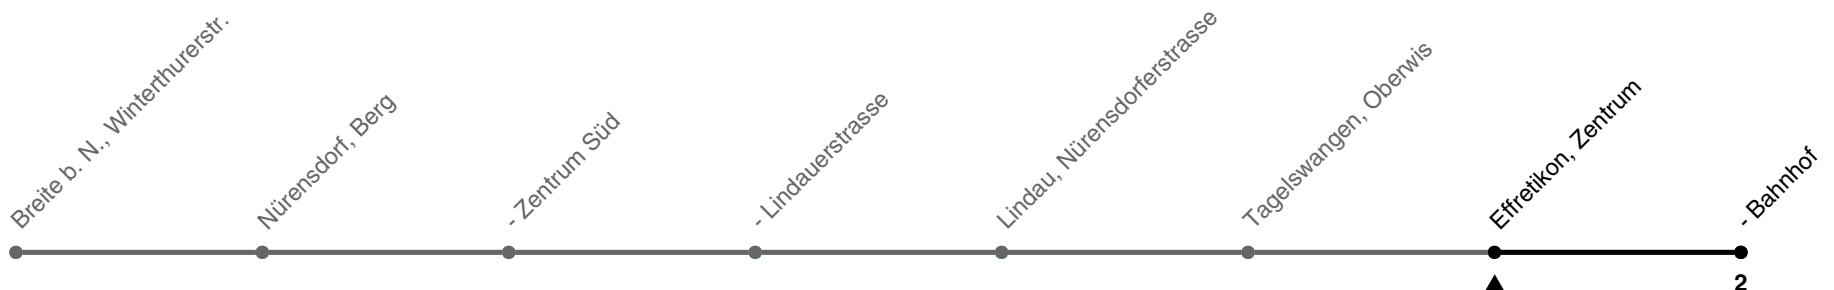 Breite b. N., Winterthurerstr.
Nürensdorf, Berg
- Zentrum Süd
- Lindauerstrasse
Lindau, Nürensdorferstrasse
Tagelswangen, Oberwis
Effretikon, Zentrum
- Bahnhof
2